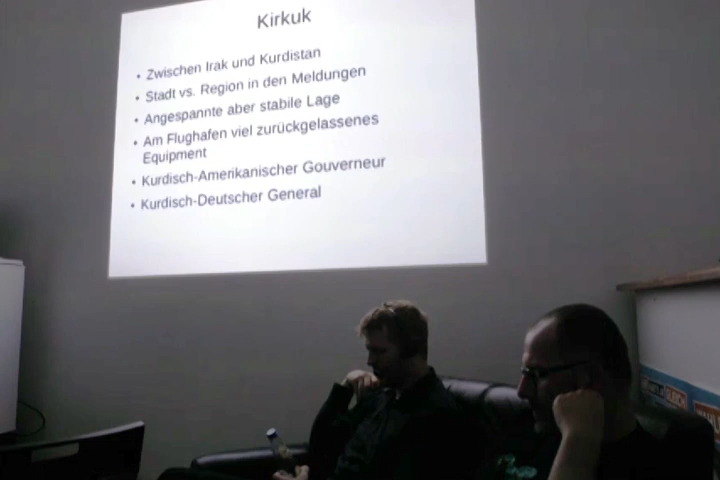 Kirkuk
• Zwischen Irak und Kurdistan
• Stadt vs. Region in den Meldungen
• Angespannte aber stabile Lage
• Am Flughafen viel zurückgelassenes
Equipment
• Kurdisch-Amerikanischer Gouverneur
• Kurdisch-Deutscher General